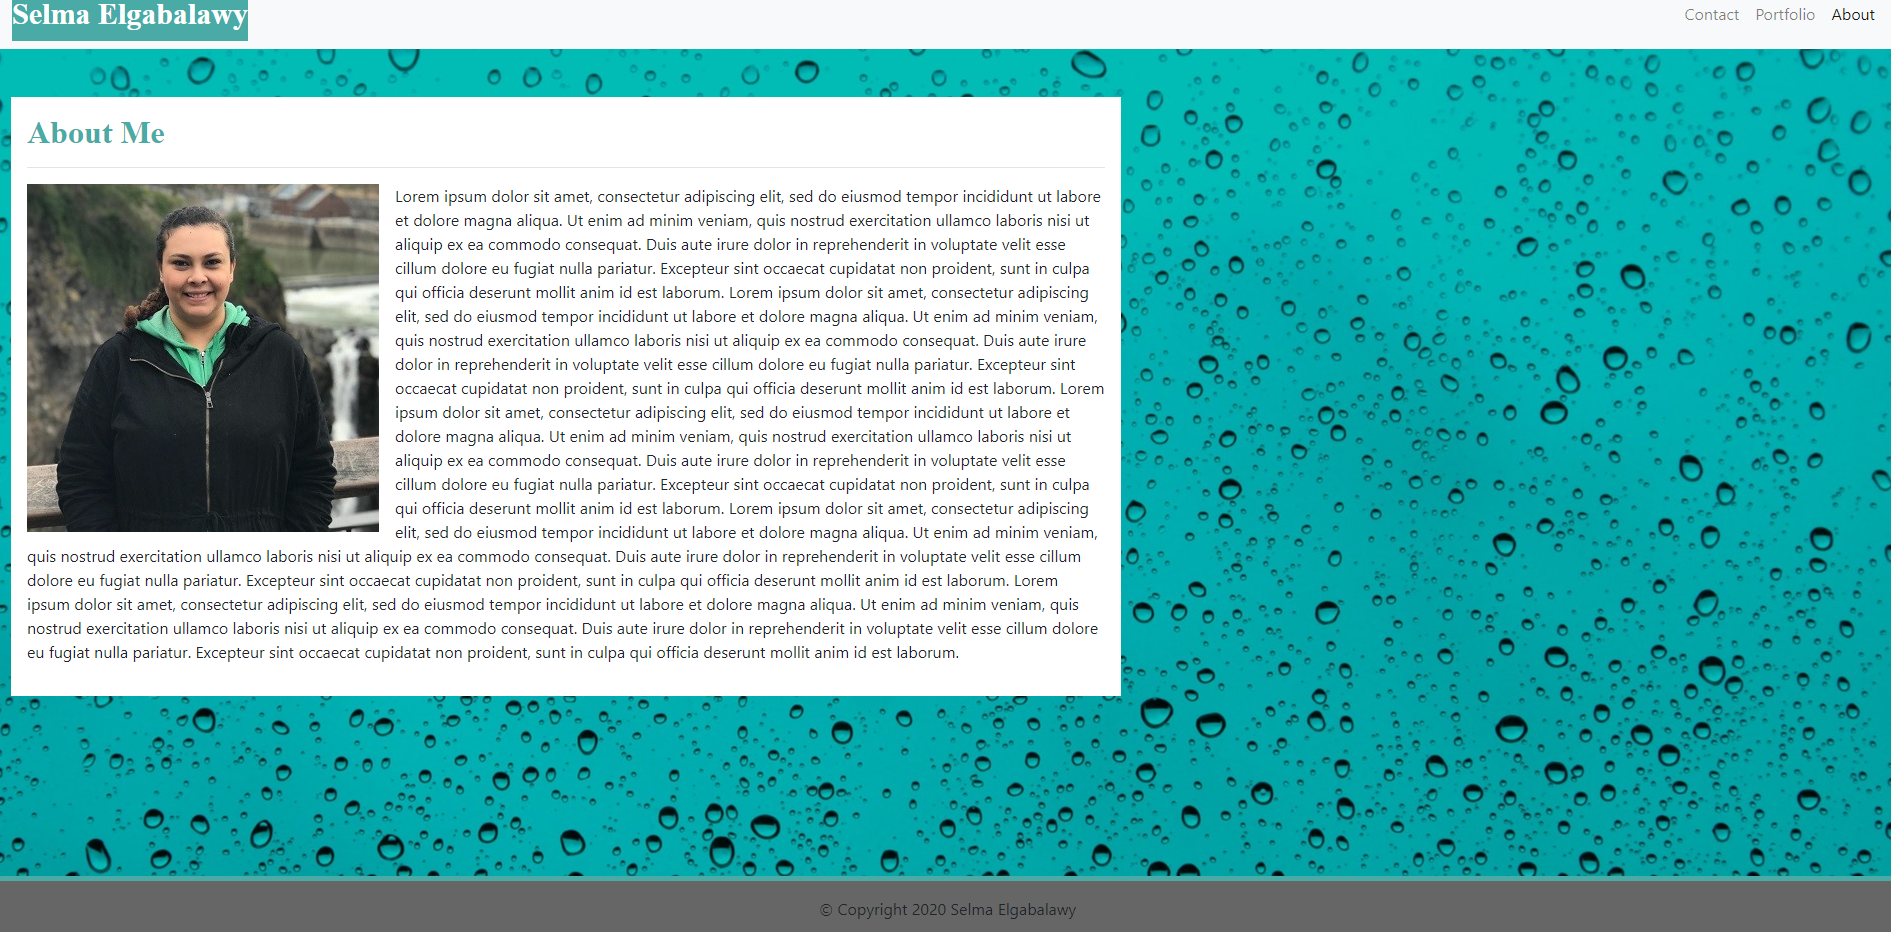 Selma Elgabalawy
Contact Portfolio About
About Me
Lorem ipsum dolor sit amet, consectetur adipiscing elit, sed do eiusmod tempor incididunt ut labore
et dolore magna aliqua. Ut enim ad minim veniam, quis nostrud exercitation ullamco laboris nisi ut
aliquip ex ea commodo consequat. Duis aute irure dolor in reprehenderit in voluptate velit esse
cillum dolore eu fugiat nulla pariatur. Excepteur sint occaecat cupidatat non proident, sunt in culpa
qui officia deserunt mollit anim id est laborum. Lorem ipsum dolor sit amet, consectetur adipiscing
elit, sed do eiusmod tempor incididunt ut labore et dolore magna aliqua. Ut enim ad minim veniam,
quis nostrud exercitation ullamco laboris nisi ut aliquip ex ea commodo consequat. Duis aute irure
dolor in reprehenderit in voluptate velit esse cillum dolore eu fugiat nulla pariatur. Excepteur sint
occaecat cupidatat non proident, sunt in culpa qui officia deserunt mollit anim id est laborum. Lorem
ipsum dolor sit amet, consectetur adipiscing elit, sed do eiusmod tempor incididunt ut labore et
dolore magna aliqua. Ut enim ad minim veniam, quis nostrud exercitation ullamco laboris nisi ut
aliquip ex ea commodo consequat. Duis aute irure dolor in reprehenderit in voluptate velit esse
cillum dolore eu fugiat nulla pariatur. Excepteur sint occaecat cupidatat non proident, sunt in culpa
qui officia deserunt mollit anim id est laborum. Lorem ipsum dolor sit amet, consectetur adipiscing
elit, sed do eiusmod tempor incididunt ut labore et dolore magna aliqua. Ut enim ad minim veniam,
quis nostrud exercitation ullamco laboris nisi ut aliquip ex ea commodo consequat. Duis aute irure dolor in reprehenderit in voluptate velit esse cillum
dolore eu fugiat nulla pariatur. Excepteur sint occaecat cupidatat non proident, sunt in culpa qui officia deserunt mollit anim id est laborum. Lorem
ipsum dolor sit amet, consectetur adipiscing elit, sed do eiusmod tempor incididunt ut labore et dolore magna aliqua. Ut enim ad minim veniam, quis
nostrud exercitation ullamco laboris nisi ut aliquip ex ea commodo consequat. Duis aute irure dolor in reprehenderit in voluptate velit esse cillum dolore
eu fugiat nulla pariatur. Excepteur sint occaecat cupidatat non proident, sunt in culpa qui officia deserunt mollit anim id est laborum.
© Copyright 2020 Selma Elgabalawy